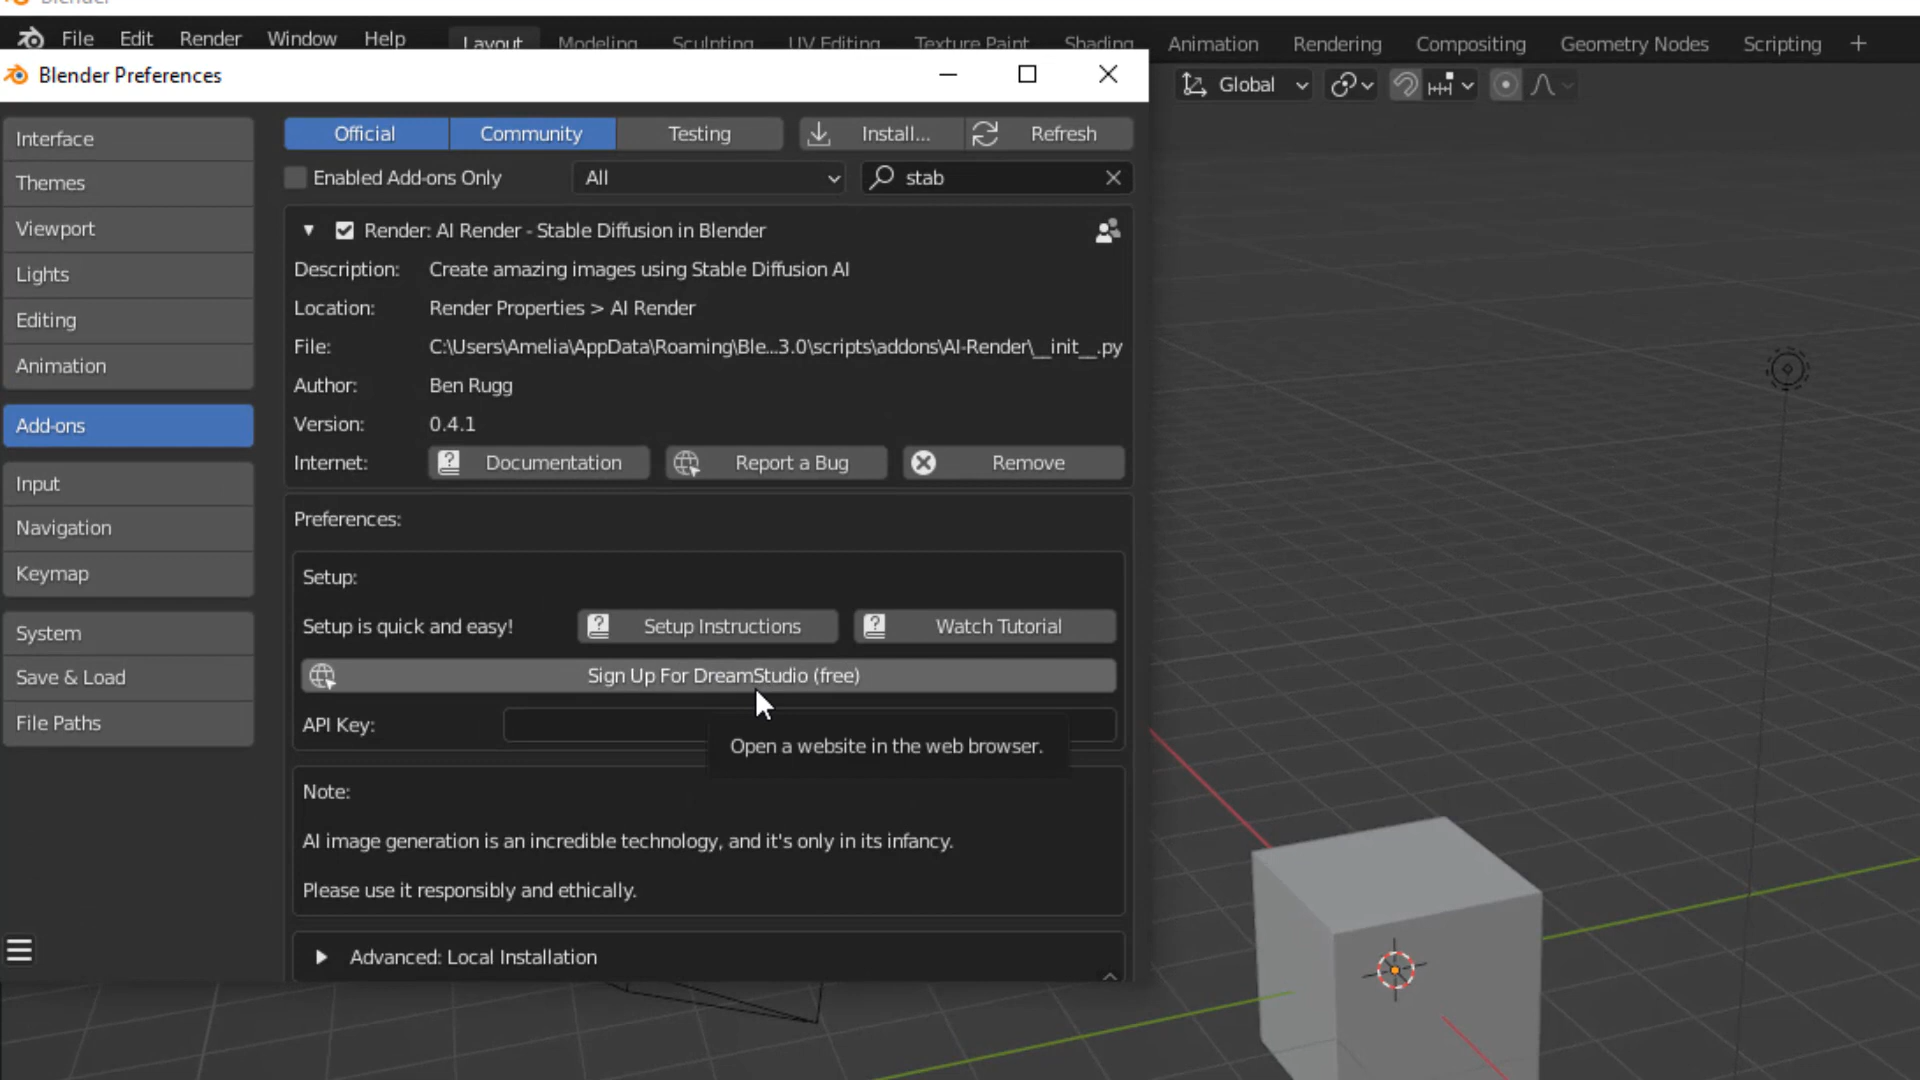 Blender
File Edit Render Window Help Layout Modeling Sculpting UV Editing Texture Paint Shading Animation Rendering Compositing Geometry Nodes Scripting +
Blender Preferences
Global
Interface
Themes
Viewport
Lights
Editing
Animation
Add-ons
Input
Navigation
Keymap
System
Save & Load
File Paths
Official Community Testing Install... Refresh
Enabled Add-ons Only All stab
Render: AI Render - Stable Diffusion in Blender
Description: Create amazing images using Stable Diffusion AI
Location: Render Properties > AI Render
File: C:\Users\Amelia\AppData\Roaming\Ble...3.0\scripts\addons\AI-Render\__init__.py
Author: Ben Rugg
Version: 0.4.1
Internet: Documentation Report a Bug Remove
Preferences:
Setup:
Setup is quick and easy! Setup Instructions Watch Tutorial
Sign Up For DreamStudio (free)
API Key:
Open a website in the web browser.
Note:
AI image generation is an incredible technology, and it's only in its infancy.
Please use it responsibly and ethically.
Advanced: Local Installation